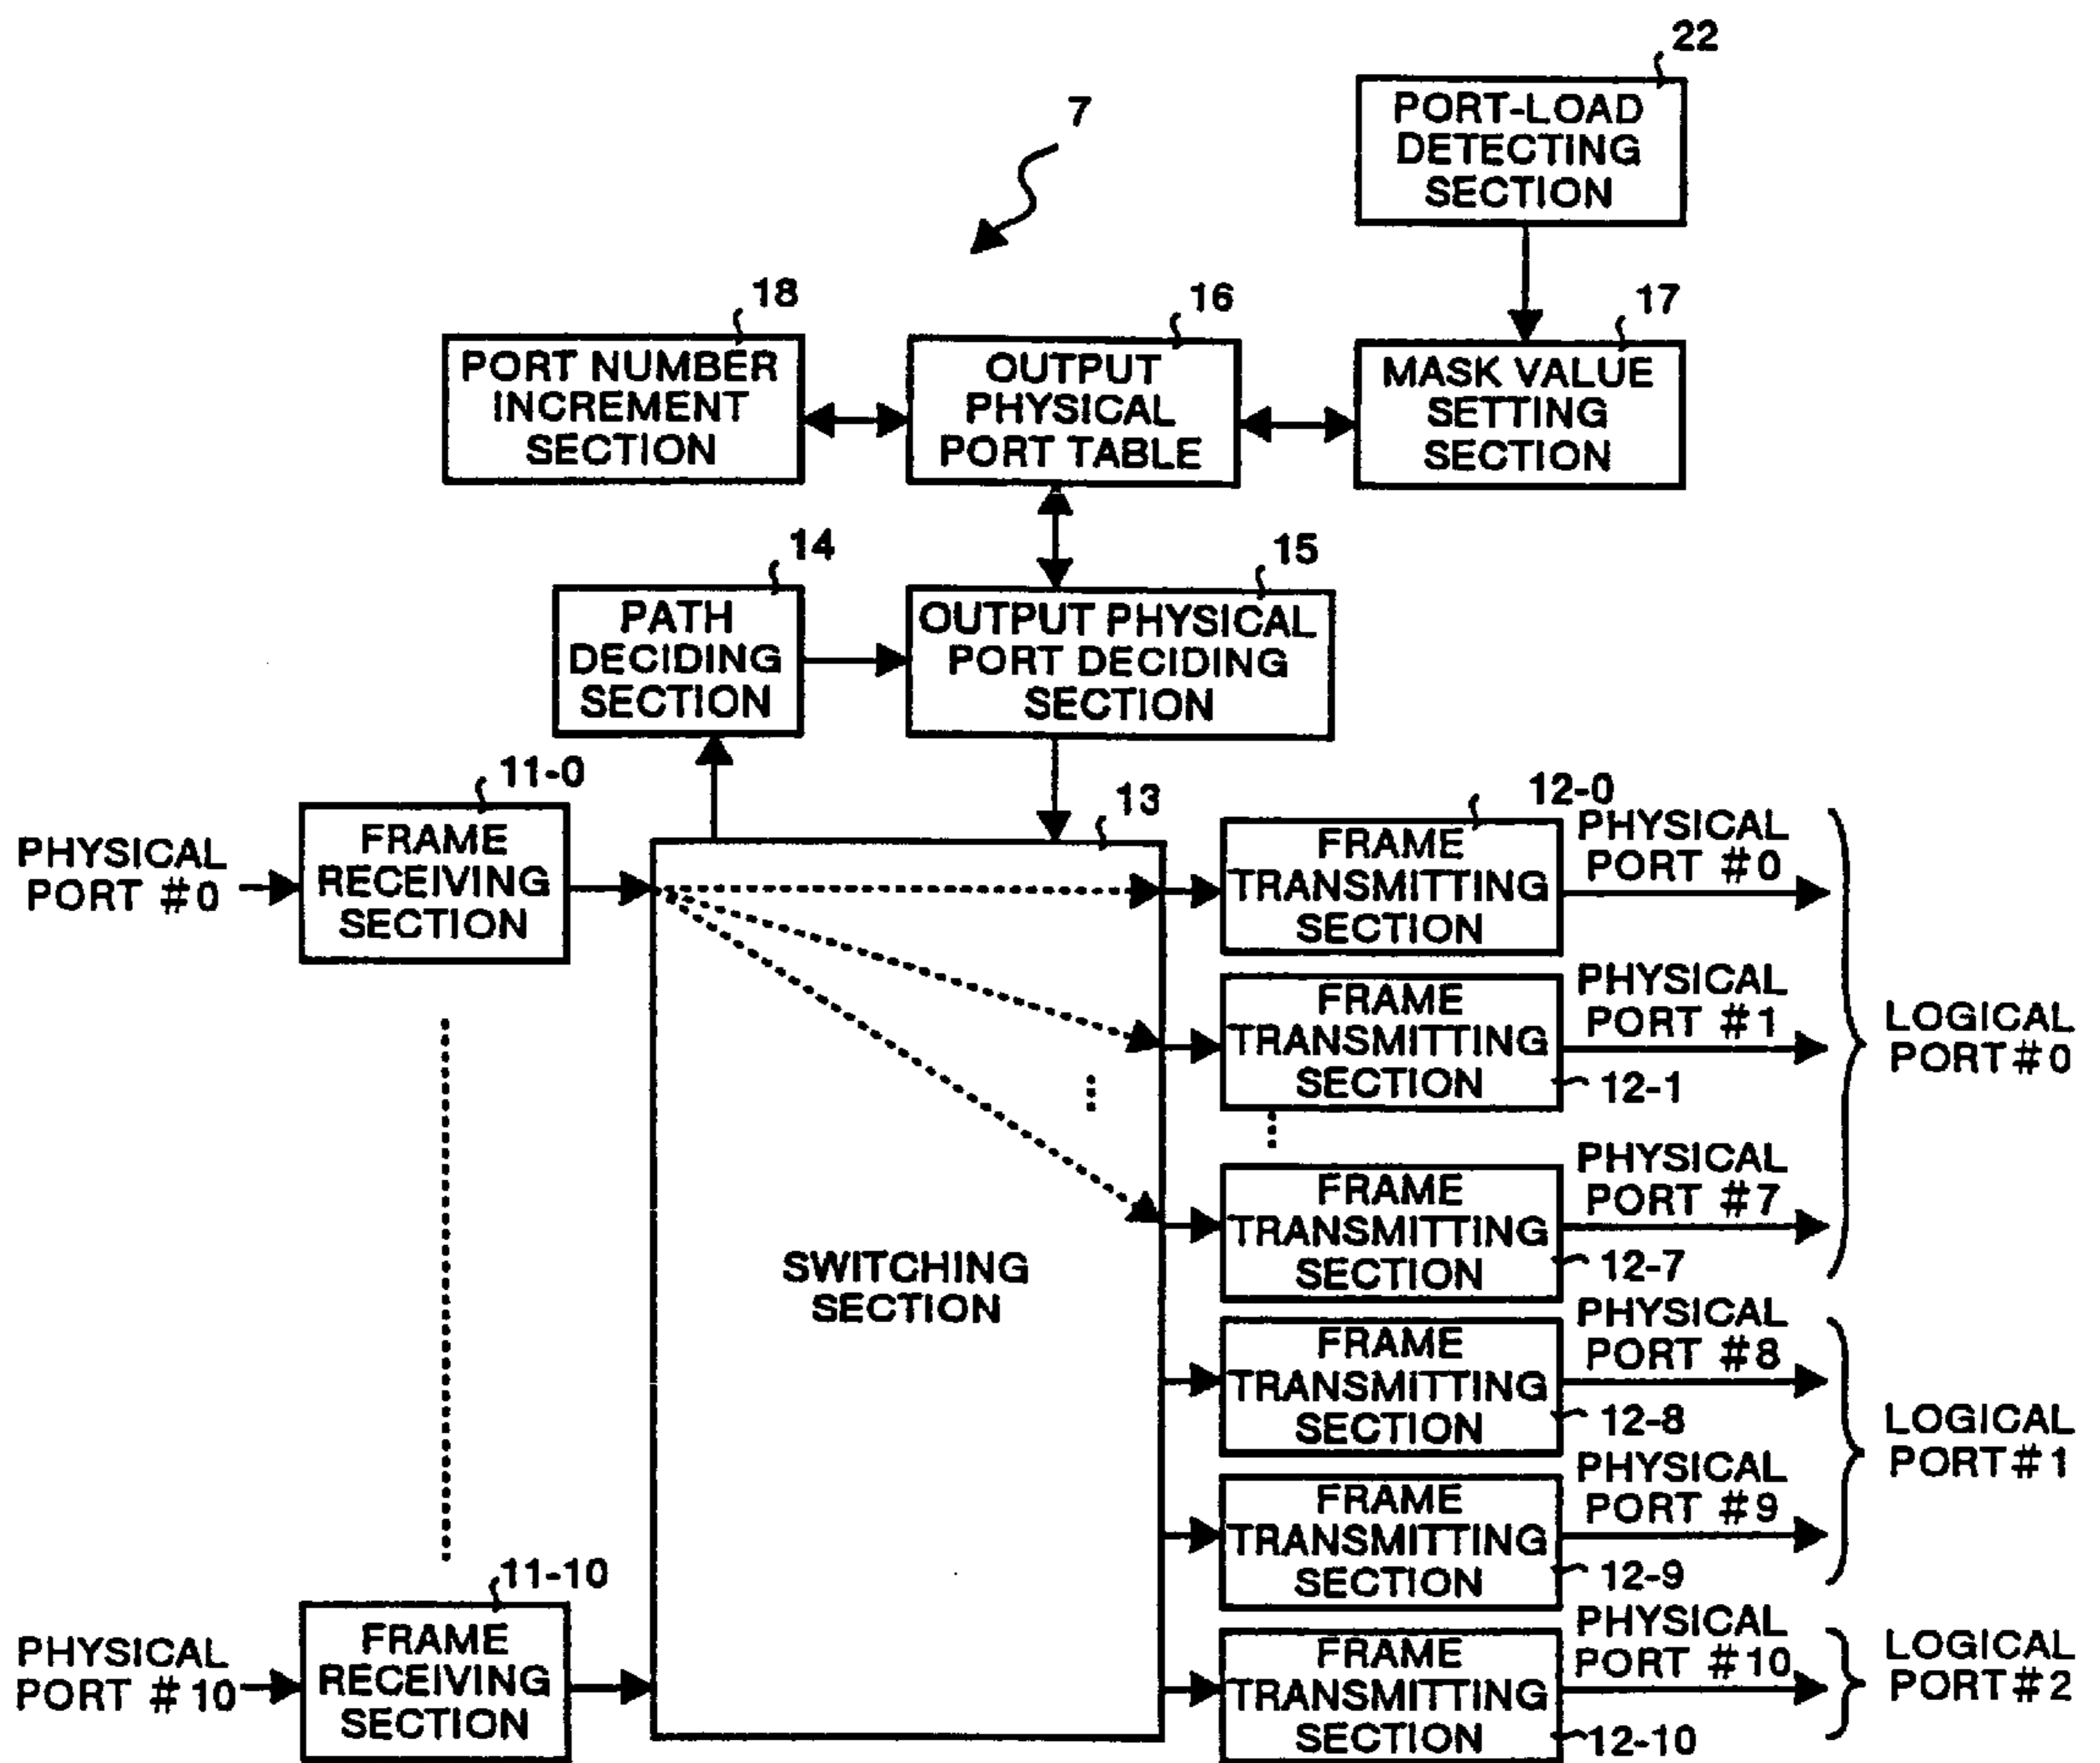 22
PORT-LOAD
DETECTING
SECTION
7
18
PORT NUMBER
INCREMENT
SECTION
16
OUTPUT
PHYSICAL
PORT TABLE
17
MASK VALUE
SETTING
SECTION
14
PATH
DECIDING
SECTION
15
OUTPUT PHYSICAL
PORT DECIDING
SECTION
PHYSICAL
PORT #0
11-0
FRAME
RECEIVING
SECTION
13
SWITCHING
SECTION
12-0
FRAME
TRANSMITTING
SECTION
PHYSICAL
PORT #0
FRAME
TRANSMITTING
SECTION
12-1
PHYSICAL
PORT #1
LOGICAL
PORT#0
FRAME
TRANSMITTING
SECTION
12-7
PHYSICAL
PORT #7
FRAME
TRANSMITTING
SECTION
12-8
PHYSICAL
PORT #8
LOGICAL
PORT#1
FRAME
TRANSMITTING
SECTION
12-9
PHYSICAL
PORT #9
PHYSICAL
PORT #10
11-10
FRAME
RECEIVING
SECTION
FRAME
TRANSMITTING
SECTION
12-10
PHYSICAL
PORT #10
LOGICAL
PORT#2